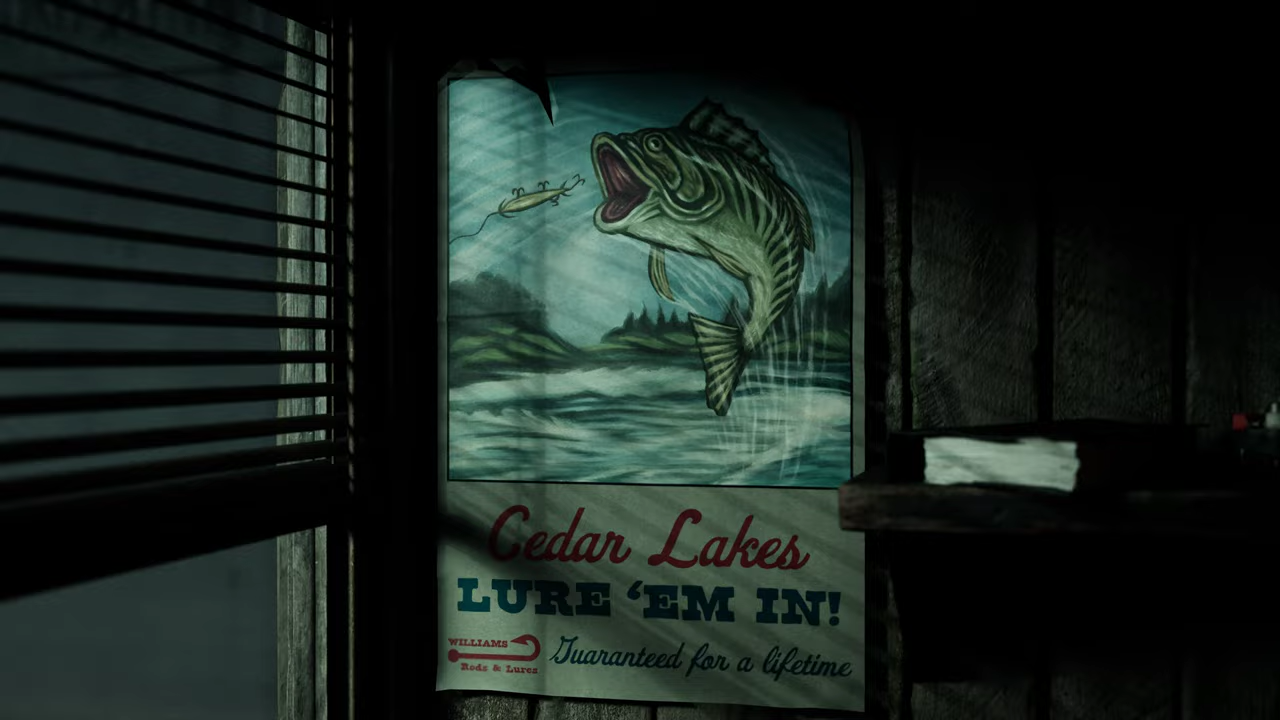 Cedar Lakes
LURE ‘EM IN!
WILLIAMS
Rods & Lures
Guaranteed for a lifetime